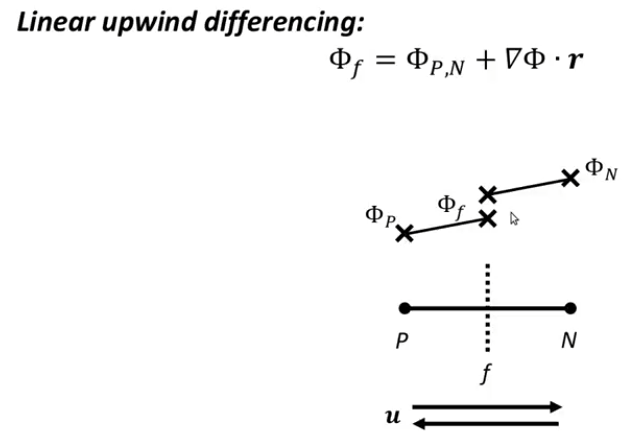 Linear upwind differencing:
Φf = ΦP,N + ∇Φ · r
ΦN
ΦP
Φf
P
N
f
u